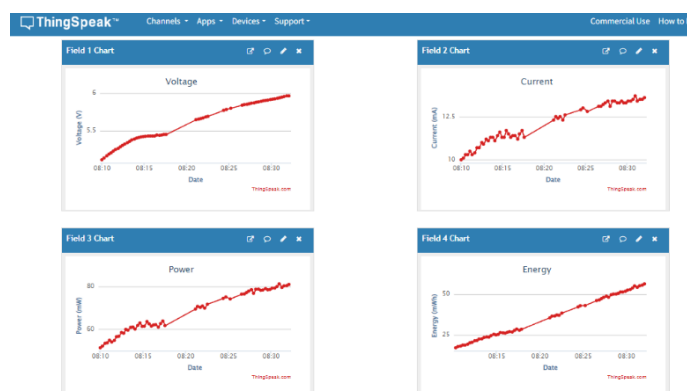 ThingSpeak™ Channels Apps Devices Support Commercial Use How to
Field 1 Chart
Voltage
6
5.5
Voltage (V)
08:10 08:15 08:20 08:25 08:30
Date
ThingSpeak.com
Field 2 Chart
Current
12.5
10
Current (mA)
08:10 08:15 08:20 08:25 08:30
Date
ThingSpeak.com
Field 3 Chart
Power
80
60
Power (mW)
08:10 08:15 08:20 08:25 08:30
Date
ThingSpeak.com
Field 4 Chart
Energy
50
25
08:15 08:20 08:25 08:30
Date
ThingSpeak.com